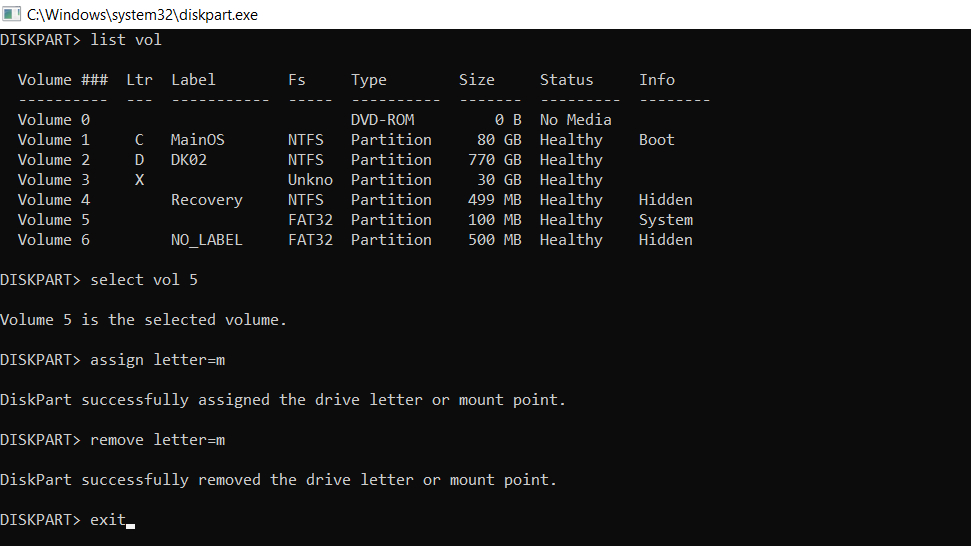 C:\Windows\system32\diskpart.exe
DISKPART> list vol
  Volume ###  Ltr  Label        Fs     Type        Size     Status     Info
  ----------  ---  -----------  -----  ----------  -------  ---------  --------
  Volume 0                             DVD-ROM         0 B  No Media
  Volume 1     C   MainOS       NTFS   Partition     80 GB  Healthy    Boot
  Volume 2     D   DK02         NTFS   Partition    770 GB  Healthy
  Volume 3     X                Unkno  Partition     30 GB  Healthy
  Volume 4         Recovery     NTFS   Partition    499 MB  Healthy    Hidden
  Volume 5                      FAT32  Partition    100 MB  Healthy    System
  Volume 6         NO_LABEL     FAT32  Partition    500 MB  Healthy    Hidden
DISKPART> select vol 5
Volume 5 is the selected volume.
DISKPART> assign letter=m
DiskPart successfully assigned the drive letter or mount point.
DISKPART> remove letter=m
DiskPart successfully removed the drive letter or mount point.
DISKPART> exit